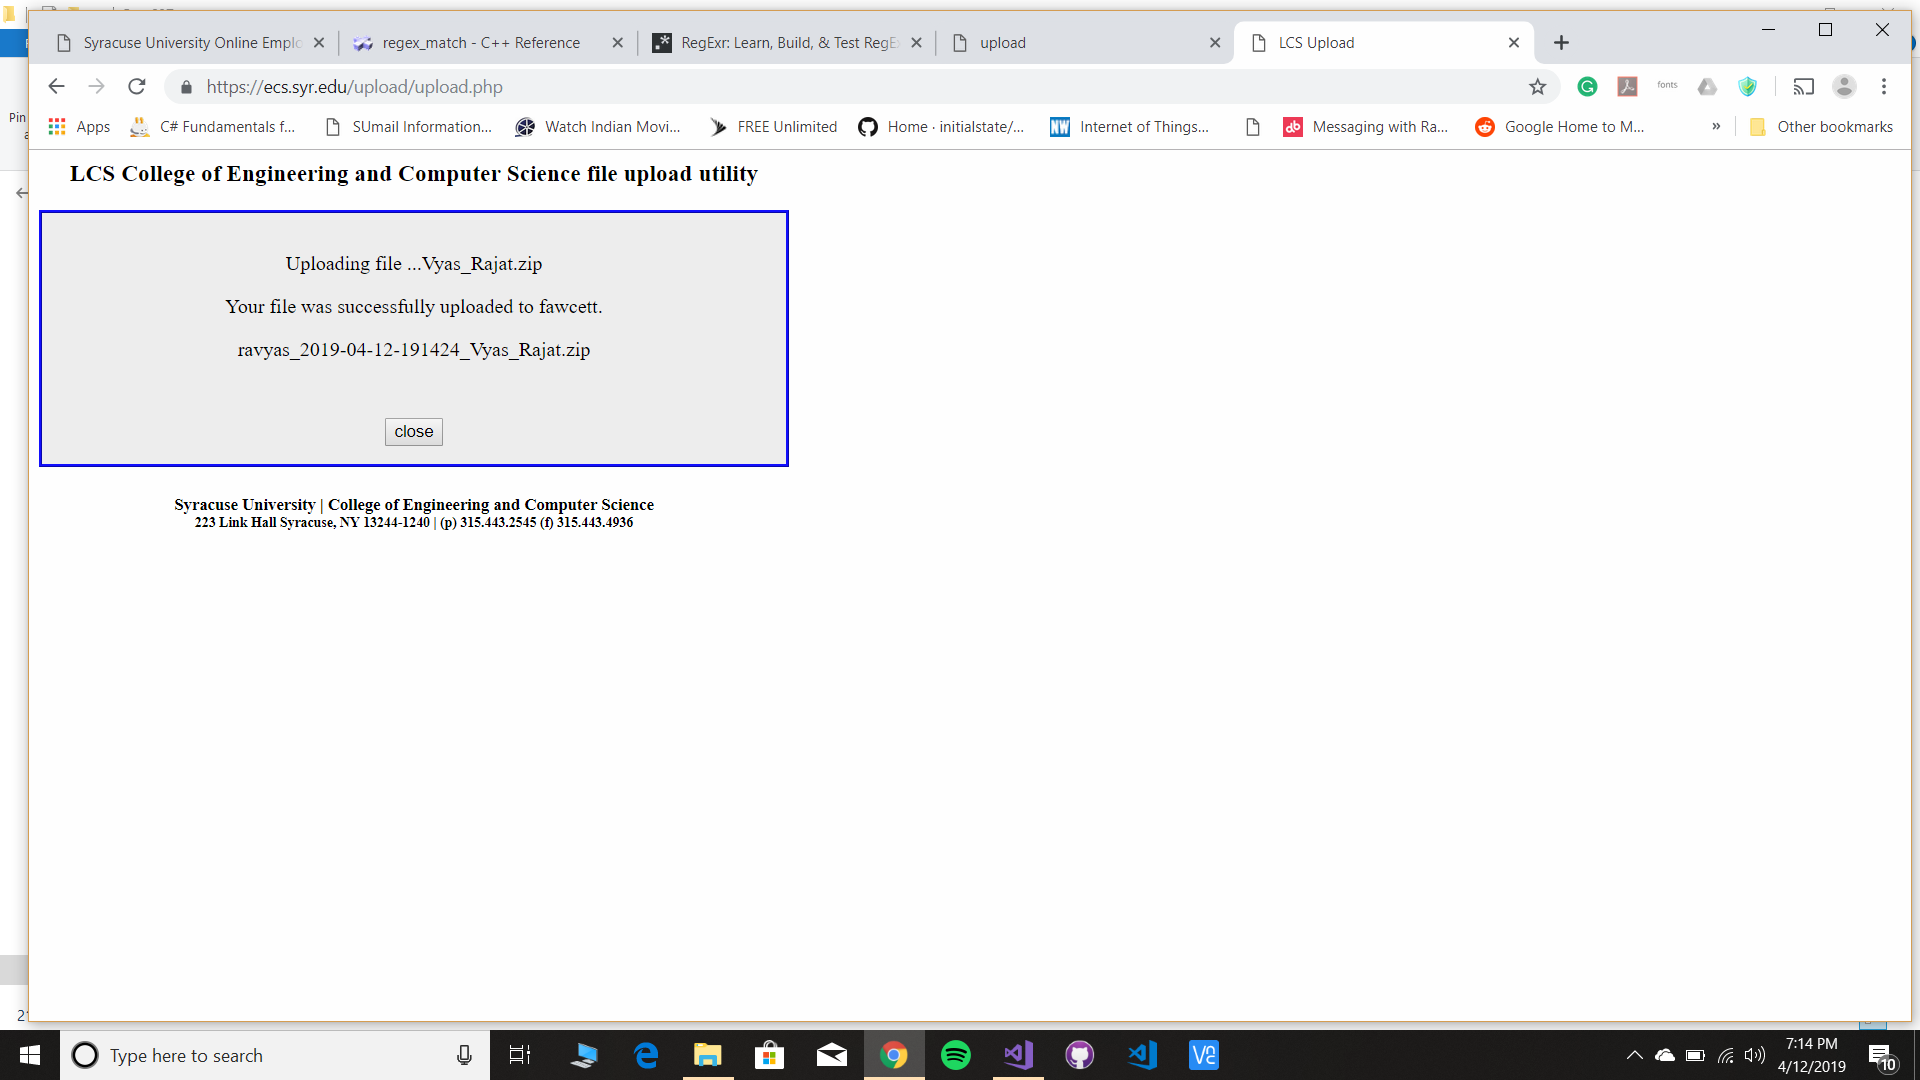 Syracuse University Online Emplo
regex_match - C++ Reference
RegExr: Learn, Build, & Test RegE
upload
LCS Upload
https://ecs.syr.edu/upload/upload.php
fonts
Pin
Apps
C# Fundamentals f...
SUmail Information...
Watch Indian Movi...
FREE Unlimited
Home · initialstate/...
NW
Internet of Things...
db
Messaging with Ra...
Google Home to M...
»
Other bookmarks
LCS College of Engineering and Computer Science file upload utility
Uploading file ...Vyas_Rajat.zip
Your file was successfully uploaded to fawcett.
ravyas_2019-04-12-191424_Vyas_Rajat.zip
close
Syracuse University | College of Engineering and Computer Science
223 Link Hall Syracuse, NY 13244-1240 | (p) 315.443.2545 (f) 315.443.4936
Type here to search
7:14 PM
4/12/2019
10